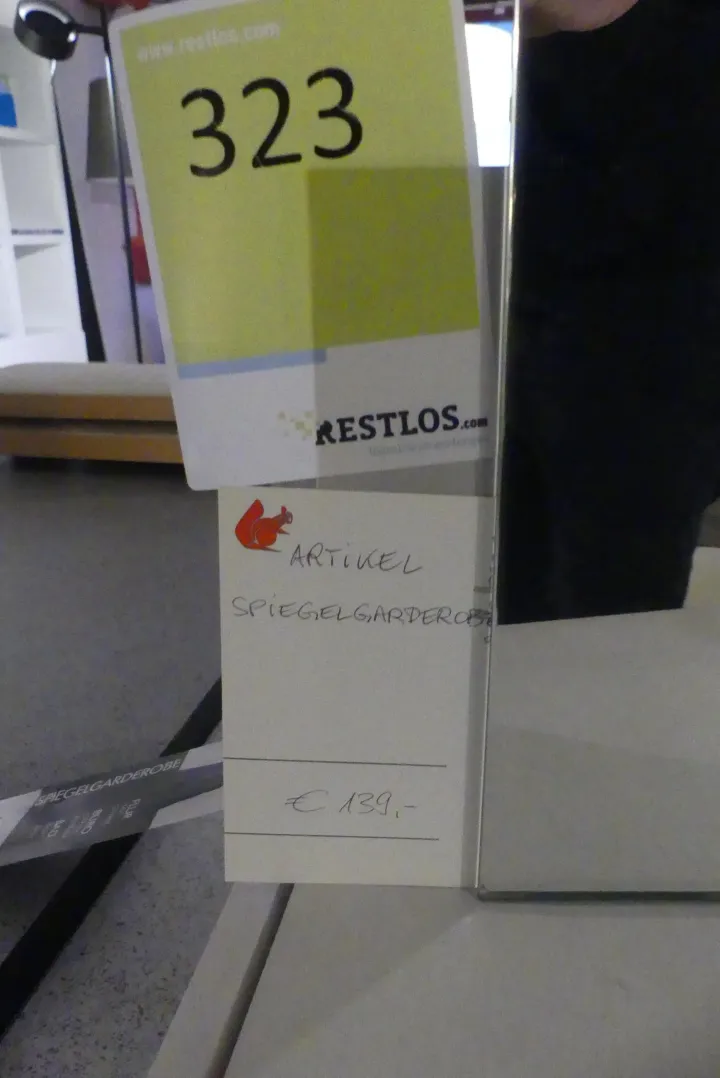 www.restlos.com
323
RESTLOS.com
ARTIKEL
SPIEGELGARDEROBE
€ 139,-
SPIEGELGARDEROBE